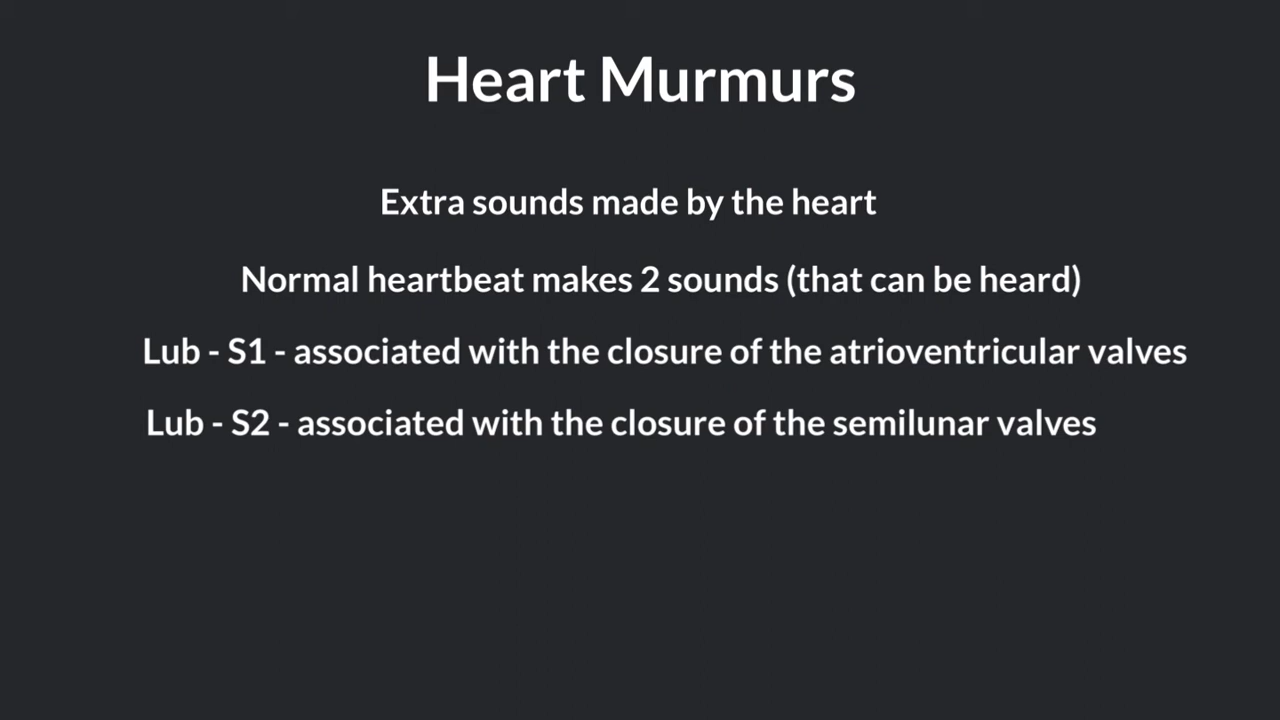 Heart Murmurs
Extra sounds made by the heart
Normal heartbeat makes 2 sounds (that can be heard)
Lub - S1 - associated with the closure of the atrioventricular valves
Lub - S2 - associated with the closure of the semilunar valves